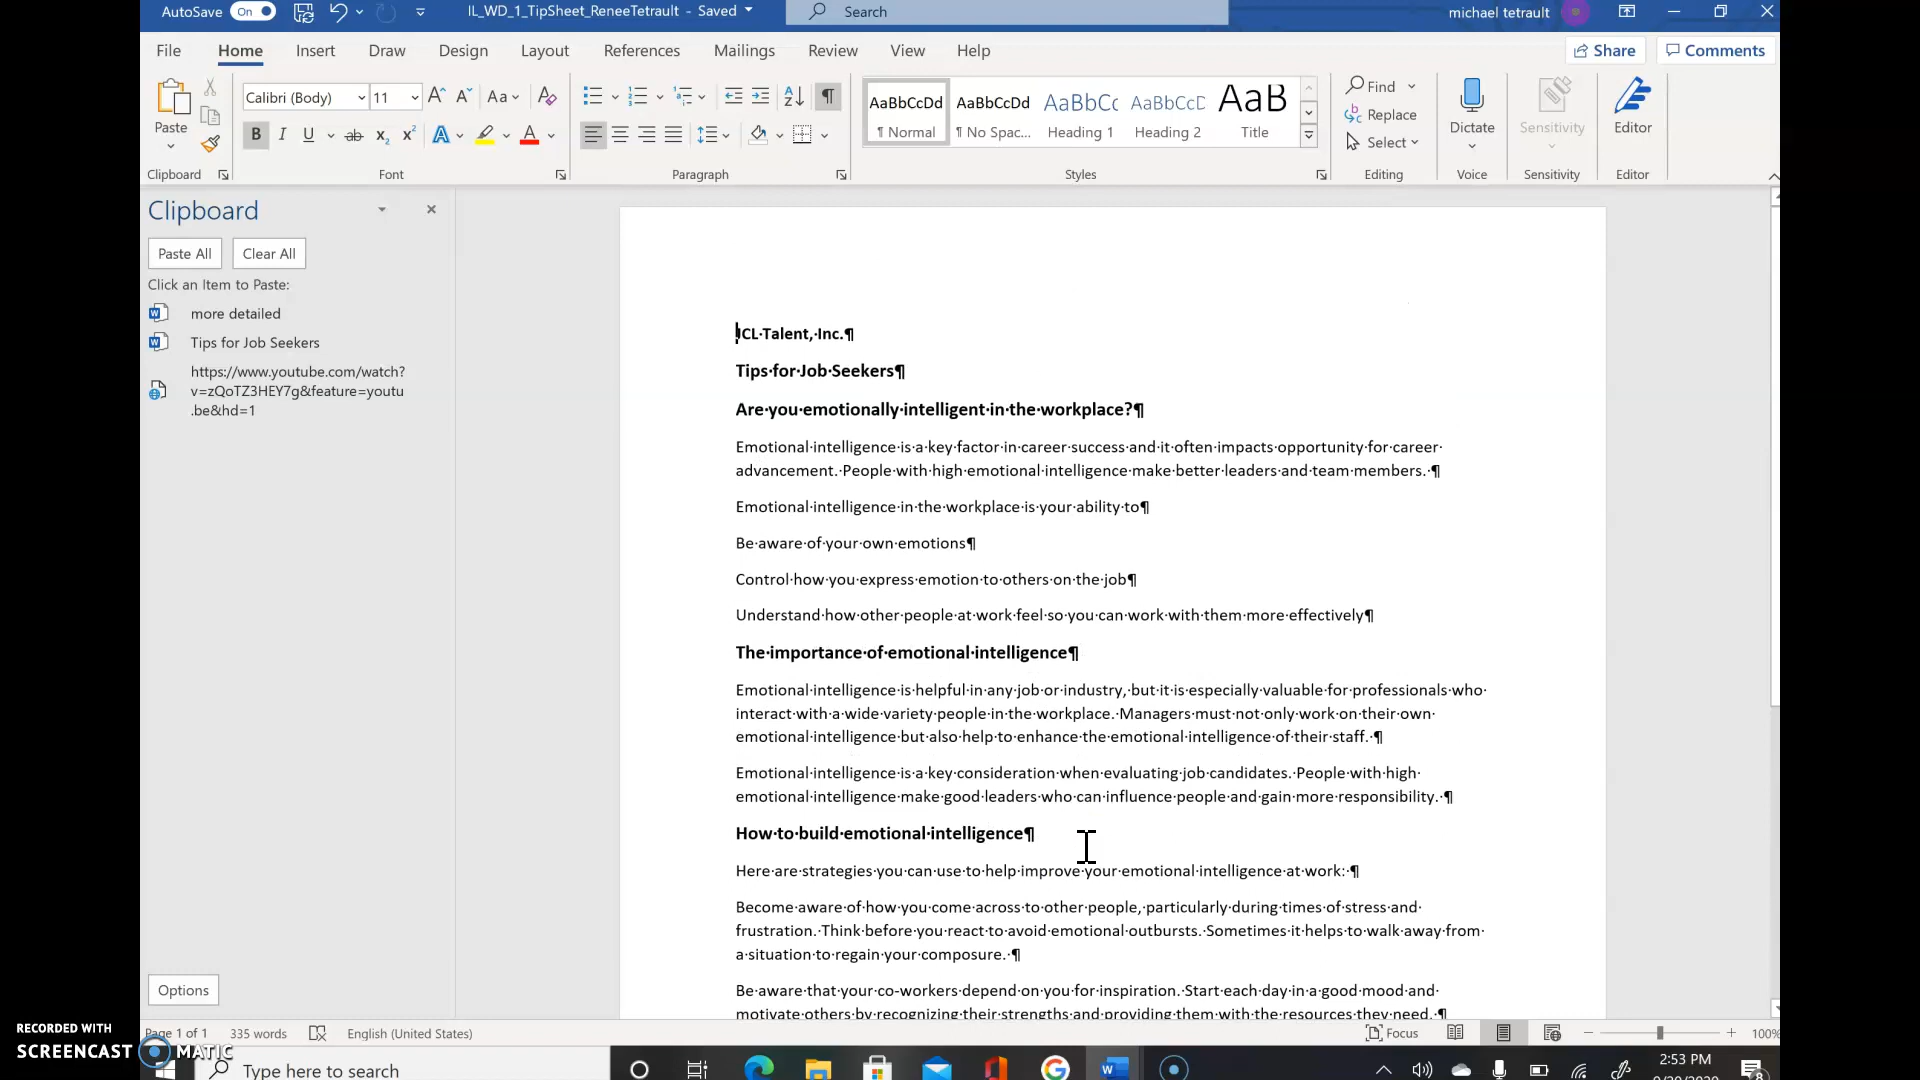 AutoSave On IL_WD_1_TipSheet_ReneeTetrault - Saved Search michael tetrault
File Home Insert Draw Design Layout References Mailings Review View Help Share Comments
Calibri (Body) 11 Aa AaBbCcDd AaBbCcDd AaBbCc AaBbCcD AaB Find
Replace
Paste ¶ Normal ¶ No Spac... Heading 1 Heading 2 Title Select Dictate Sensitivity Editor
Clipboard Font Paragraph Styles Editing Voice Sensitivity Editor
Clipboard
Paste All Clear All
Click an Item to Paste:
more detailed
Tips for Job Seekers
https://www.youtube.com/watch?
v=zQoTZ3HEY7g&feature=youtu
.be&hd=1
Options
JCL·Talent,·Inc.¶
Tips·for·Job·Seekers¶
Are·you·emotionally·intelligent·in·the·workplace?¶
Emotional·intelligence·is·a·key·factor·in·career·success·and·it·often·impacts·opportunity·for·career·
advancement.·People·with·high·emotional·intelligence·make·better·leaders·and·team·members.·¶
Emotional·intelligence·in·the·workplace·is·your·ability·to¶
Be·aware·of·your·own·emotions¶
Control·how·you·express·emotion·to·others·on·the·job¶
Understand·how·other·people·at·work·feel·so·you·can·work·with·them·more·effectively¶
The·importance·of·emotional·intelligence¶
Emotional·intelligence·is·helpful·in·any·job·or·industry,·but·it·is·especially·valuable·for·professionals·who·
interact·with·a·wide·variety·people·in·the·workplace.·Managers·must·not·only·work·on·their·own·
emotional·intelligence·but·also·help·to·enhance·the·emotional·intelligence·of·their·staff.·¶
Emotional·intelligence·is·a·key·consideration·when·evaluating·job·candidates.·People·with·high·
emotional·intelligence·make·good·leaders·who·can·influence·people·and·gain·more·responsibility.·¶
How·to·build·emotional·intelligence¶
Here·are·strategies·you·can·use·to·help·improve·your·emotional·intelligence·at·work:·¶
Become·aware·of·how·you·come·across·to·other·people,·particularly·during·times·of·stress·and·
frustration.·Think·before·you·react·to·avoid·emotional·outbursts.·Sometimes·it·helps·to·walk·away·from·
a·situation·to·regain·your·composure.·¶
Be·aware·that·your·co-workers·depend·on·you·for·inspiration.·Start·each·day·in·a·good·mood·and·
motivate·others·by·recognizing·their·strengths·and·providing·them·with·the·resources·they·need.·¶
Page 1 of 1 335 words English (United States) Focus 100%
RECORDED WITH
SCREENCAST MATIC
Type here to search 2:53 PM